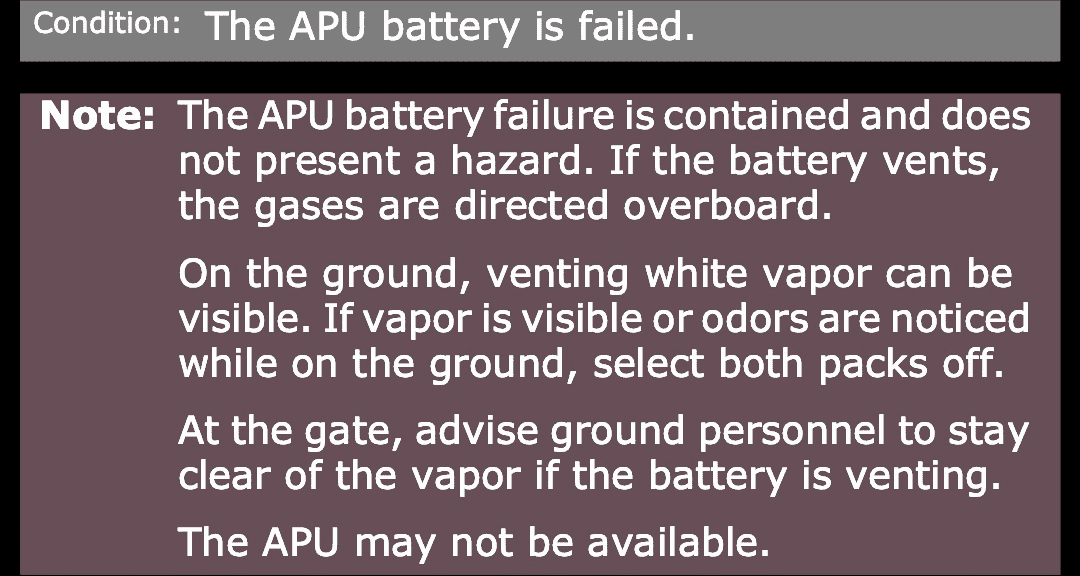 Condition: The APU battery is failed.
Note: The APU battery failure is contained and does
not present a hazard. If the battery vents,
the gases are directed overboard.
On the ground, venting white vapor can be
visible. If vapor is visible or odors are noticed
while on the ground, select both packs off.
At the gate, advise ground personnel to stay
clear of the vapor if the battery is venting.
The APU may not be available.